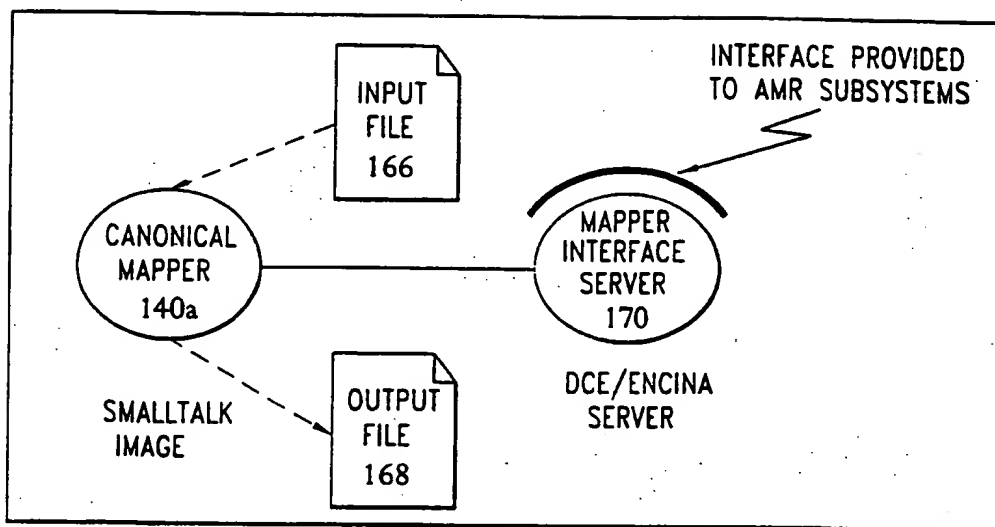 INTERFACE PROVIDED
TO AMR SUBSYSTEMS
INPUT
FILE
166
CANONICAL
MAPPER
140a
MAPPER
INTERFACE
SERVER
170
SMALLTALK
IMAGE
OUTPUT
FILE
168
DCE/ENCINA
SERVER